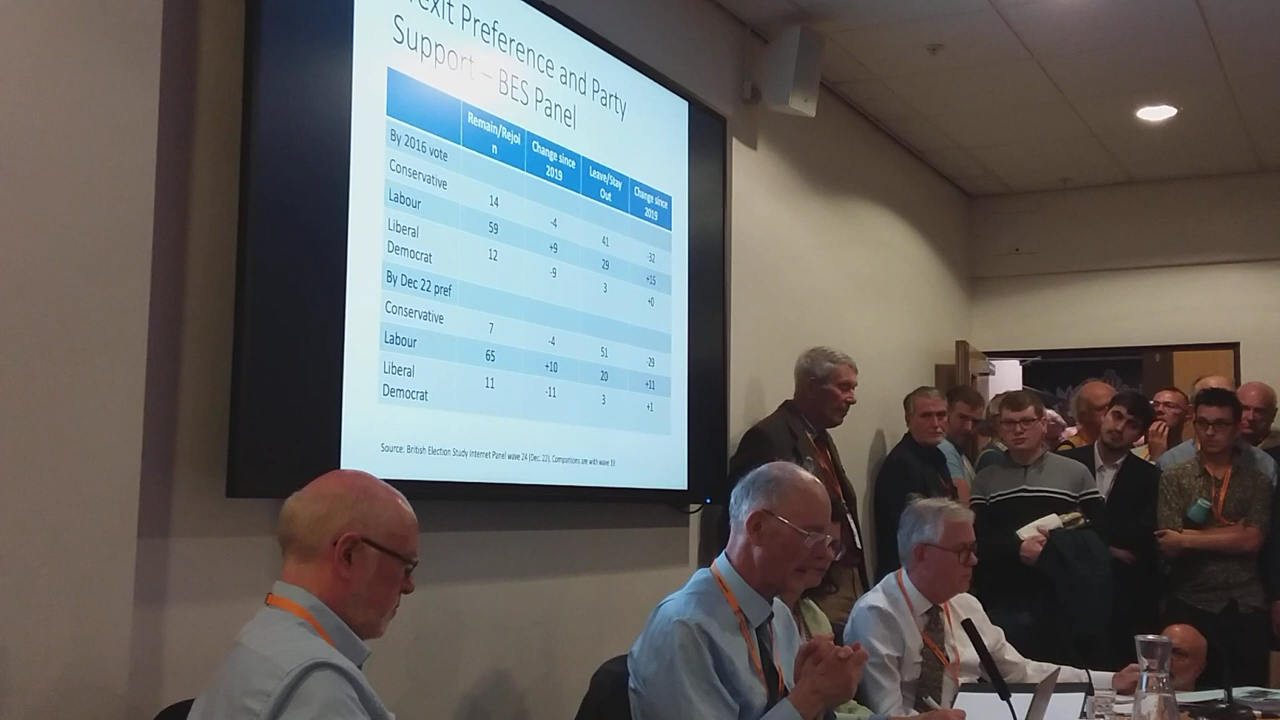 rexit Preference and Party
Support – BES Panel
Remain/Rejoi
n
Change since
2019
Leave/Stay
Out
Change since
2019
By 2016 vote
Conservative 14 -4 41 -32
Labour 59 +9 29 +15
Liberal
Democrat 12 -9 3 +0
By Dec 22 pref
Conservative 7 -4 51 -29
Labour 65 +10 20 +11
Liberal
Democrat 11 -11 3 +1
Source: British Election Study Internet Panel wave 24 (Dec. 22). Comparisons are with wave 19